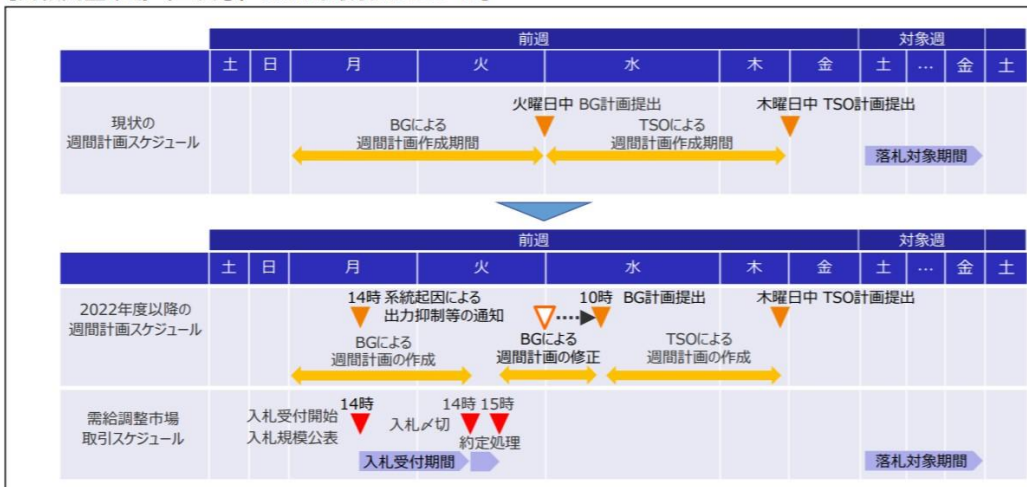 前週 対象週
土 日 月 火 水 木 金 土 … 金 土
現状の
週間計画スケジュール
火曜日中 BG計画提出
木曜日中 TSO計画提出
BGによる
週間計画作成期間
TSOによる
週間計画作成期間
落札対象期間
前週 対象週
土 日 月 火 水 木 金 土 … 金 土
2022年度以降の
週間計画スケジュール
14時 系統起因による
出力抑制等の通知
10時 BG計画提出
木曜日中 TSO計画提出
BGによる
週間計画の作成
BGによる
週間計画の修正
TSOによる
週間計画の作成
需給調整市場
取引スケジュール
入札受付開始
入札規模公表
14時
入札〆切
14時 15時
約定処理
入札受付期間
落札対象期間